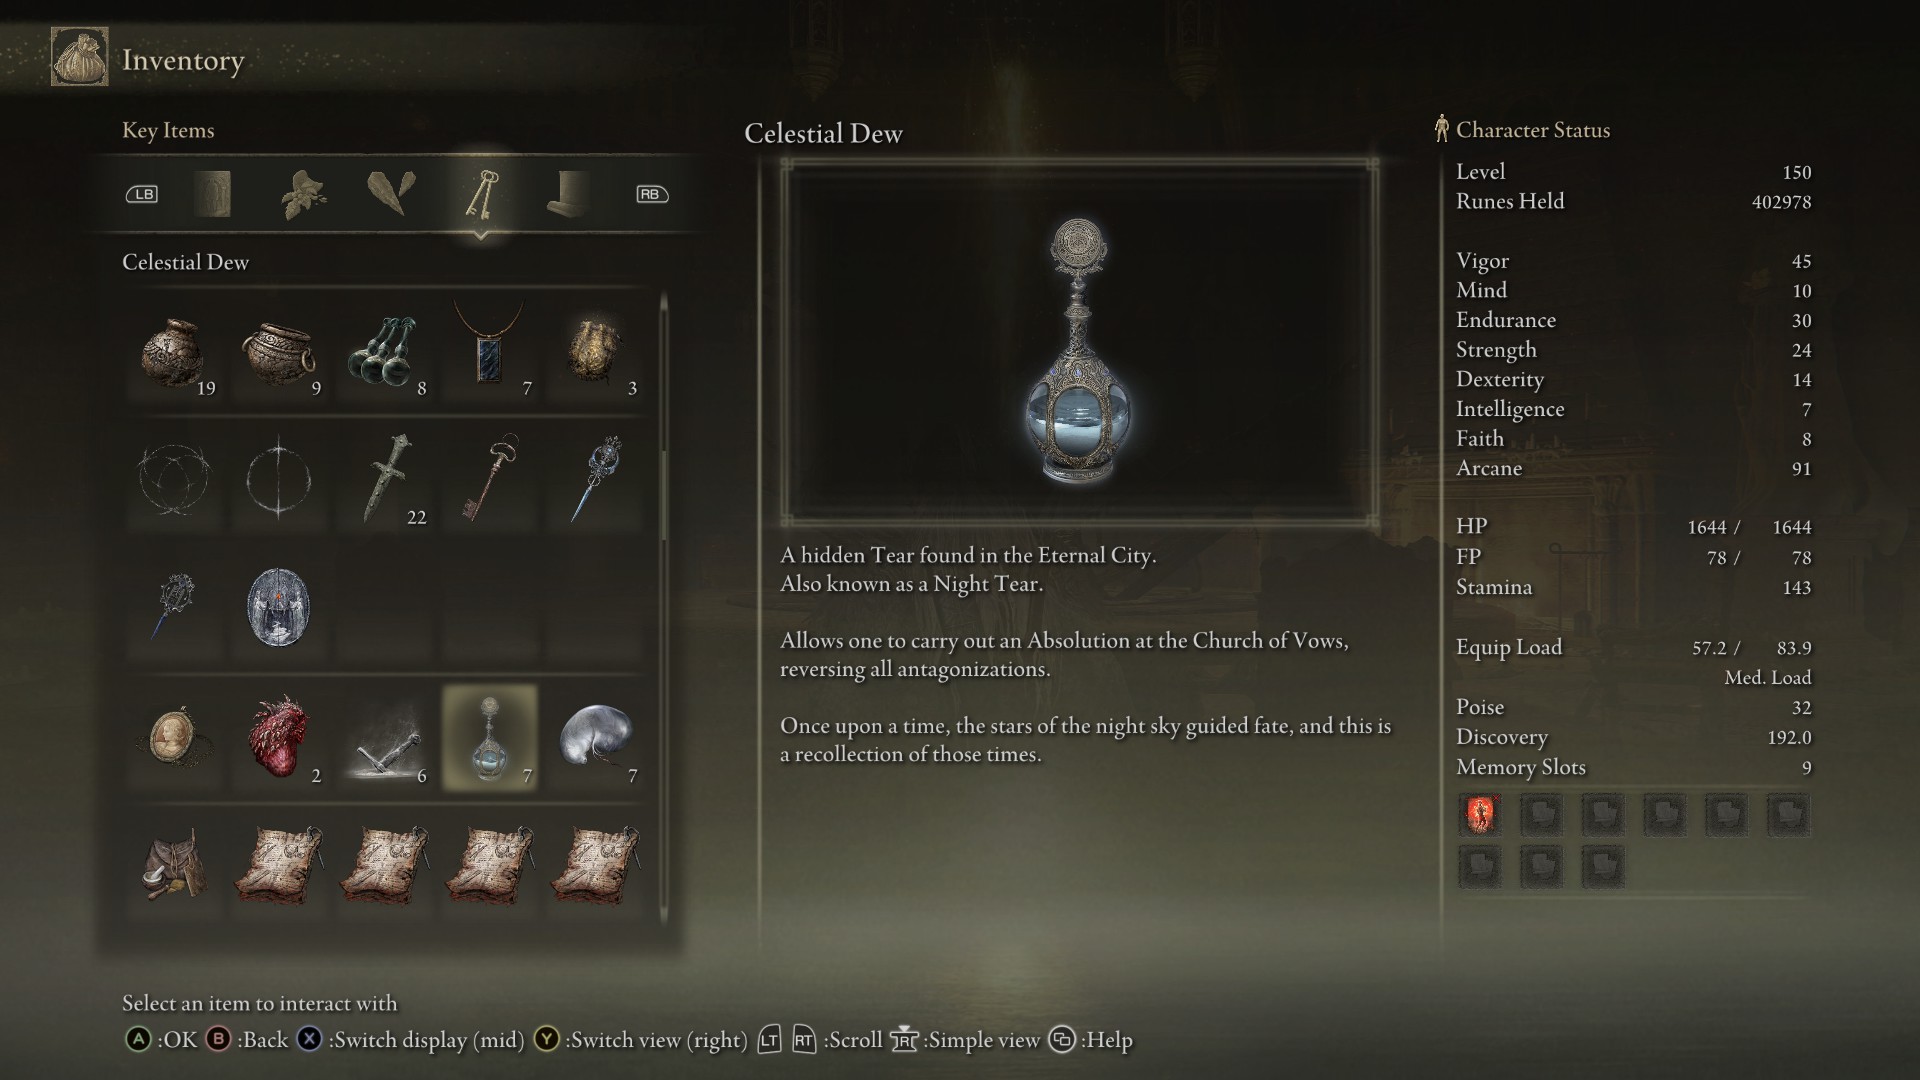 Inventory
Key Items
LB
RB
Celestial Dew
19
9
8
7
3
22
2
6
7
7
Celestial Dew
A hidden Tear found in the Eternal City.
Also known as a Night Tear.
Allows one to carry out an Absolution at the Church of Vows,
reversing all antagonizations.
Once upon a time, the stars of the night sky guided fate, and this is
a recollection of those times.
Character Status
Level 150
Runes Held 402978
Vigor 45
Mind 10
Endurance 30
Strength 24
Dexterity 14
Intelligence 7
Faith 8
Arcane 91
HP 1644 / 1644
FP 78 / 78
Stamina 143
Equip Load 57.2 / 83.9
Med. Load
Poise 32
Discovery 192.0
Memory Slots 9
Select an item to interact with
A :OK B :Back X :Switch display (mid) Y :Switch view (right) LT RT :Scroll R :Simple view :Help